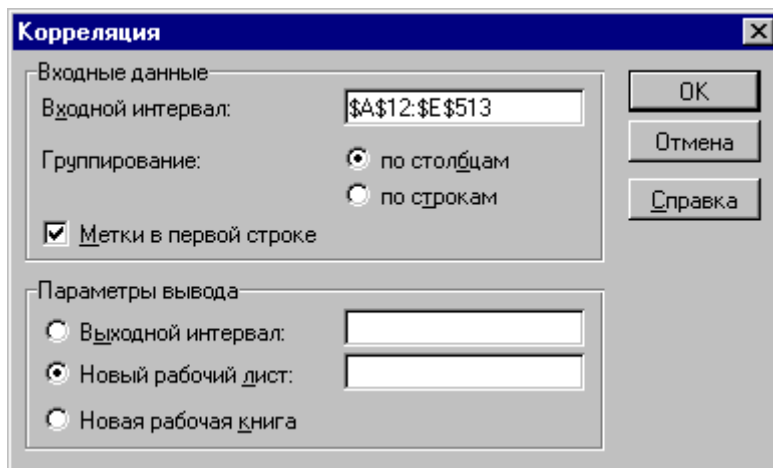 Корреляция
Входные данные
Входной интервал: $A$12:$E$513
Группирование: по столбцам
по строкам
Метки в первой строке
OK
Отмена
Справка
Параметры вывода
Выходной интервал:
Новый рабочий лист:
Новая рабочая книга